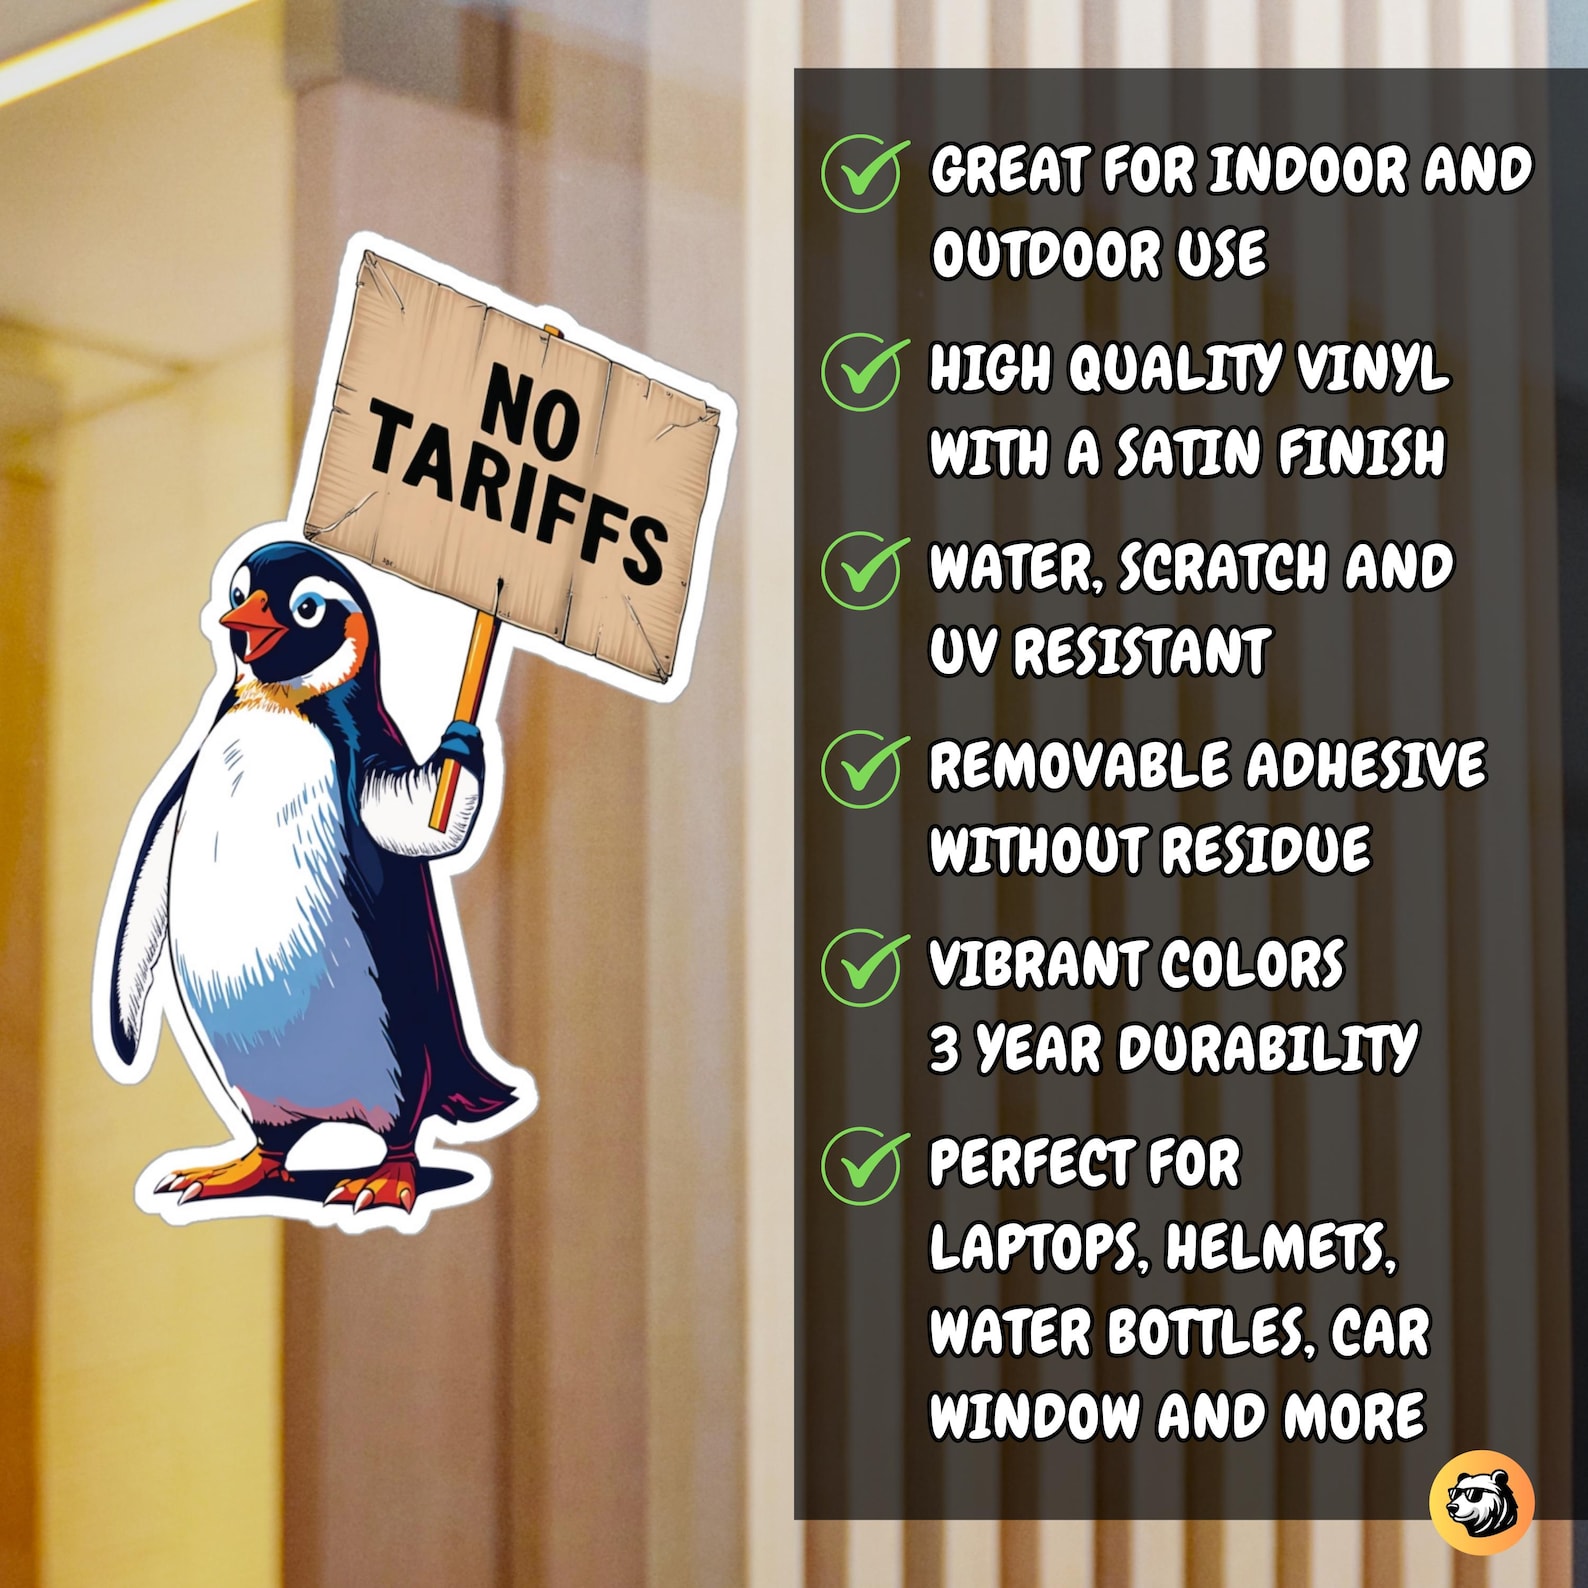 NO
TARIFFS
GREAT FOR INDOOR AND
OUTDOOR USE
HIGH QUALITY VINYL
WITH A SATIN FINISH
WATER, SCRATCH AND
UV RESISTANT
REMOVABLE ADHESIVE
WITHOUT RESIDUE
VIBRANT COLORS
3 YEAR DURABILITY
PERFECT FOR
LAPTOPS, HELMETS,
WATER BOTTLES, CAR
WINDOW AND MORE